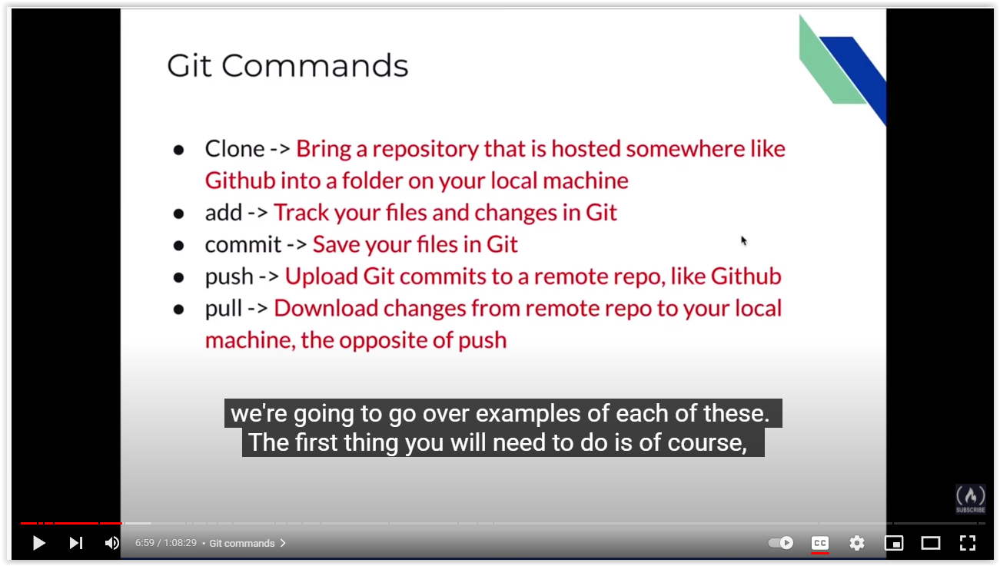 Git Commands
● Clone -> Bring a repository that is hosted somewhere like
Github into a folder on your local machine
● add -> Track your files and changes in Git
● commit -> Save your files in Git
● push -> Upload Git commits to a remote repo, like Github
● pull -> Download changes from remote repo to your local
machine, the opposite of push
we're going to go over examples of each of these.
The first thing you will need to do is of course,
SUBSCRIBE
6:59 / 1:08:29 • Git commands
CC